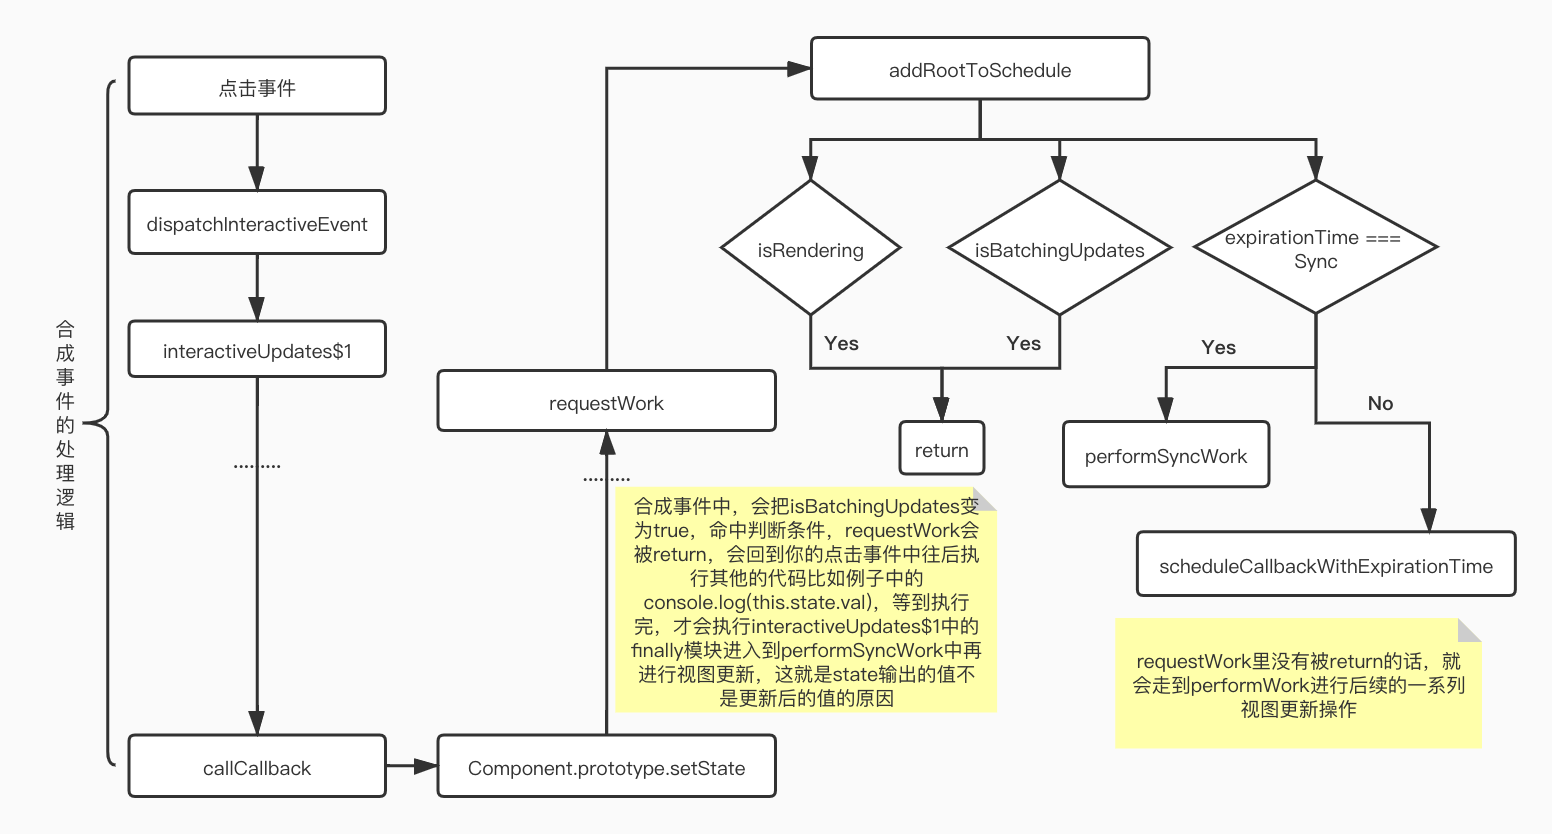 合成事件的处理逻辑
点击事件
dispatchInteractiveEvent
interactiveUpdates$1
·········
callCallback
Component.prototype.setState
·········
requestWork
addRootToSchedule
isRendering
isBatchingUpdates
expirationTime ===
Sync
Yes
Yes
return
Yes
No
performSyncWork
scheduleCallbackWithExpirationTime
合成事件中，会把isBatchingUpdates变
为true，命中判断条件，requestWork会
被return，会回到你的点击事件中往后执
行其他的代码比如例子中的
console.log(this.state.val)，等到执行
完，才会执行interactiveUpdates$1中的
finally模块进入到performSyncWork中再
进行视图更新，这就是state输出的值不
是更新后的值的原因
requestWork里没有被return的话，就
会走到performWork进行后续的一系列
视图更新操作